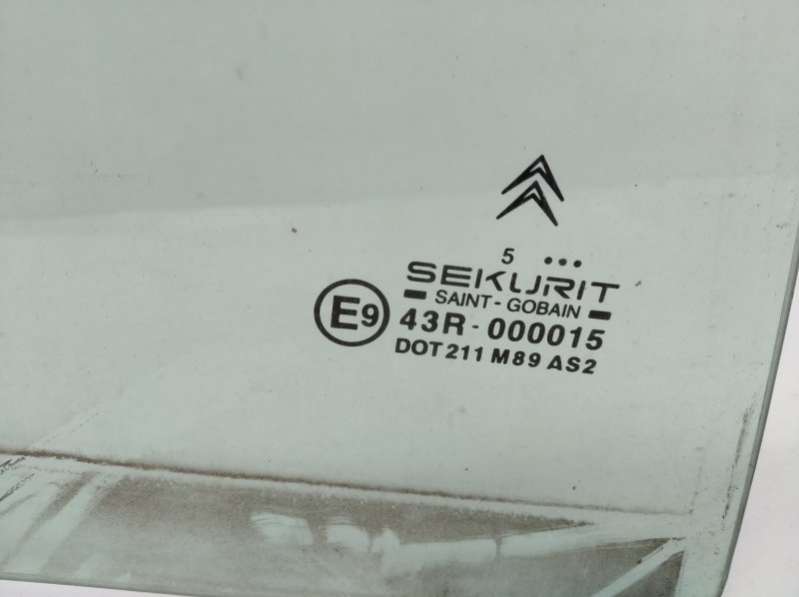 5 •••
SEKURIT
SAINT-GOBAIN
E9 43R-000015
DOT 211 M89 AS2